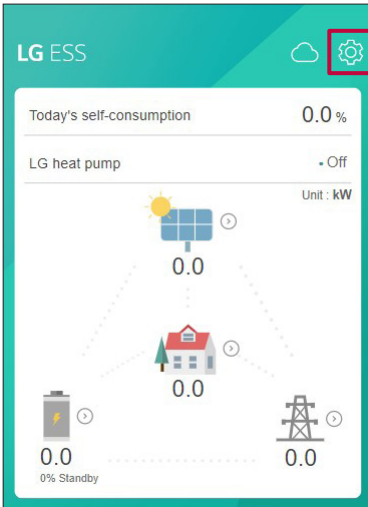 LG ESS
Today's self-consumption 0.0 %
LG heat pump Off
Unit : kW
0.0
0.0
0.0
0% Standby
0.0